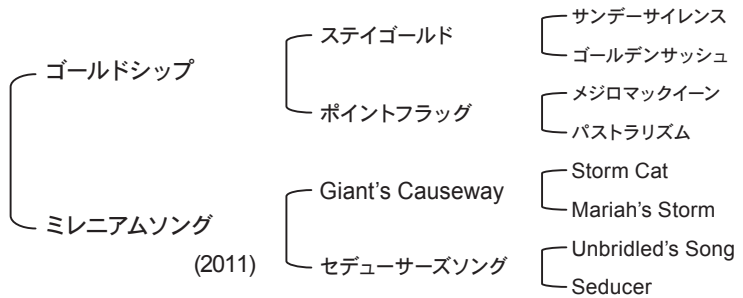 サンデーサイレンス
ステイゴールド
ゴールデンサッシュ
ゴールドシップ
メジロマックイーン
ポイントフラッグ
パストラリズム
Storm Cat
Giant's Causeway
Mariah's Storm
ミレニアムソング
(2011)
Unbridled's Song
セデューサーズソング
Seducer